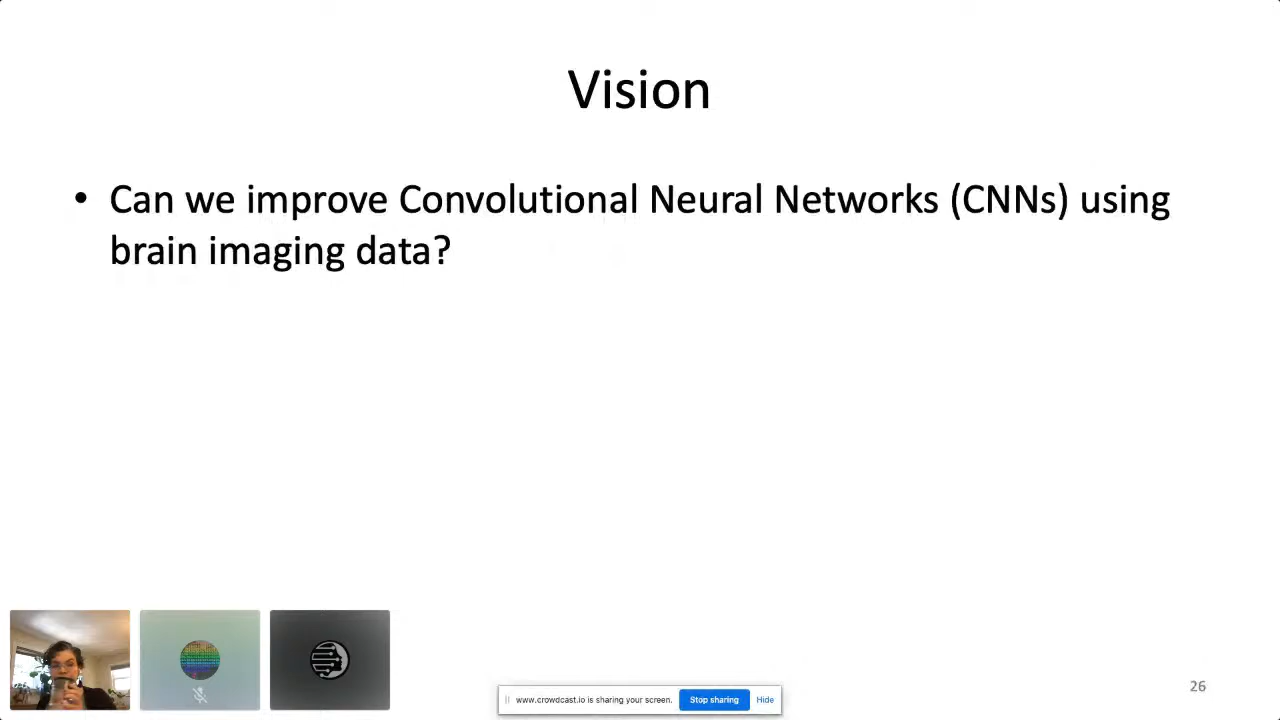 Vision
• Can we improve Convolutional Neural Networks (CNNs) using
brain imaging data?
www.crowdcast.io is sharing your screen. Stop sharing Hide
26